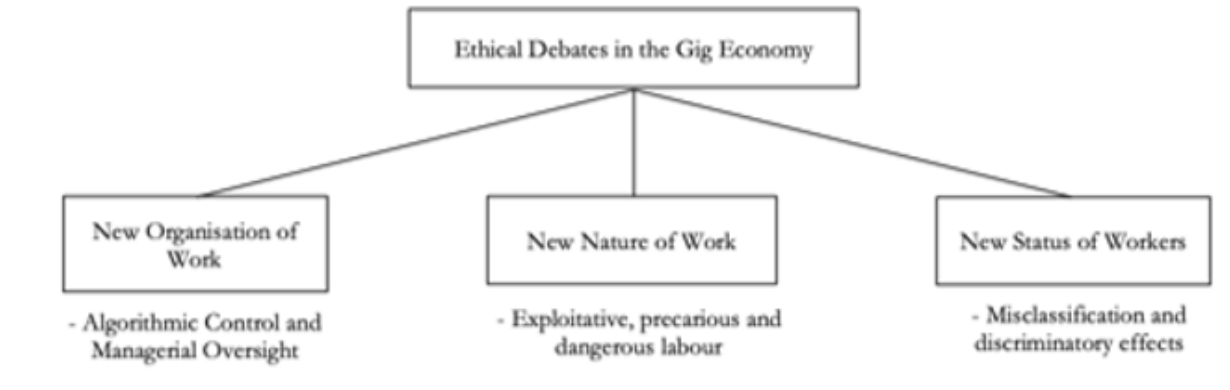 Ethical Debates in the Gig Economy
New Organisation of
Work
- Algorithmic Control and
Managerial Oversight
New Nature of Work
- Exploitative, precarious and
dangerous labour
New Status of Workers
- Misclassification and
discriminatory effects